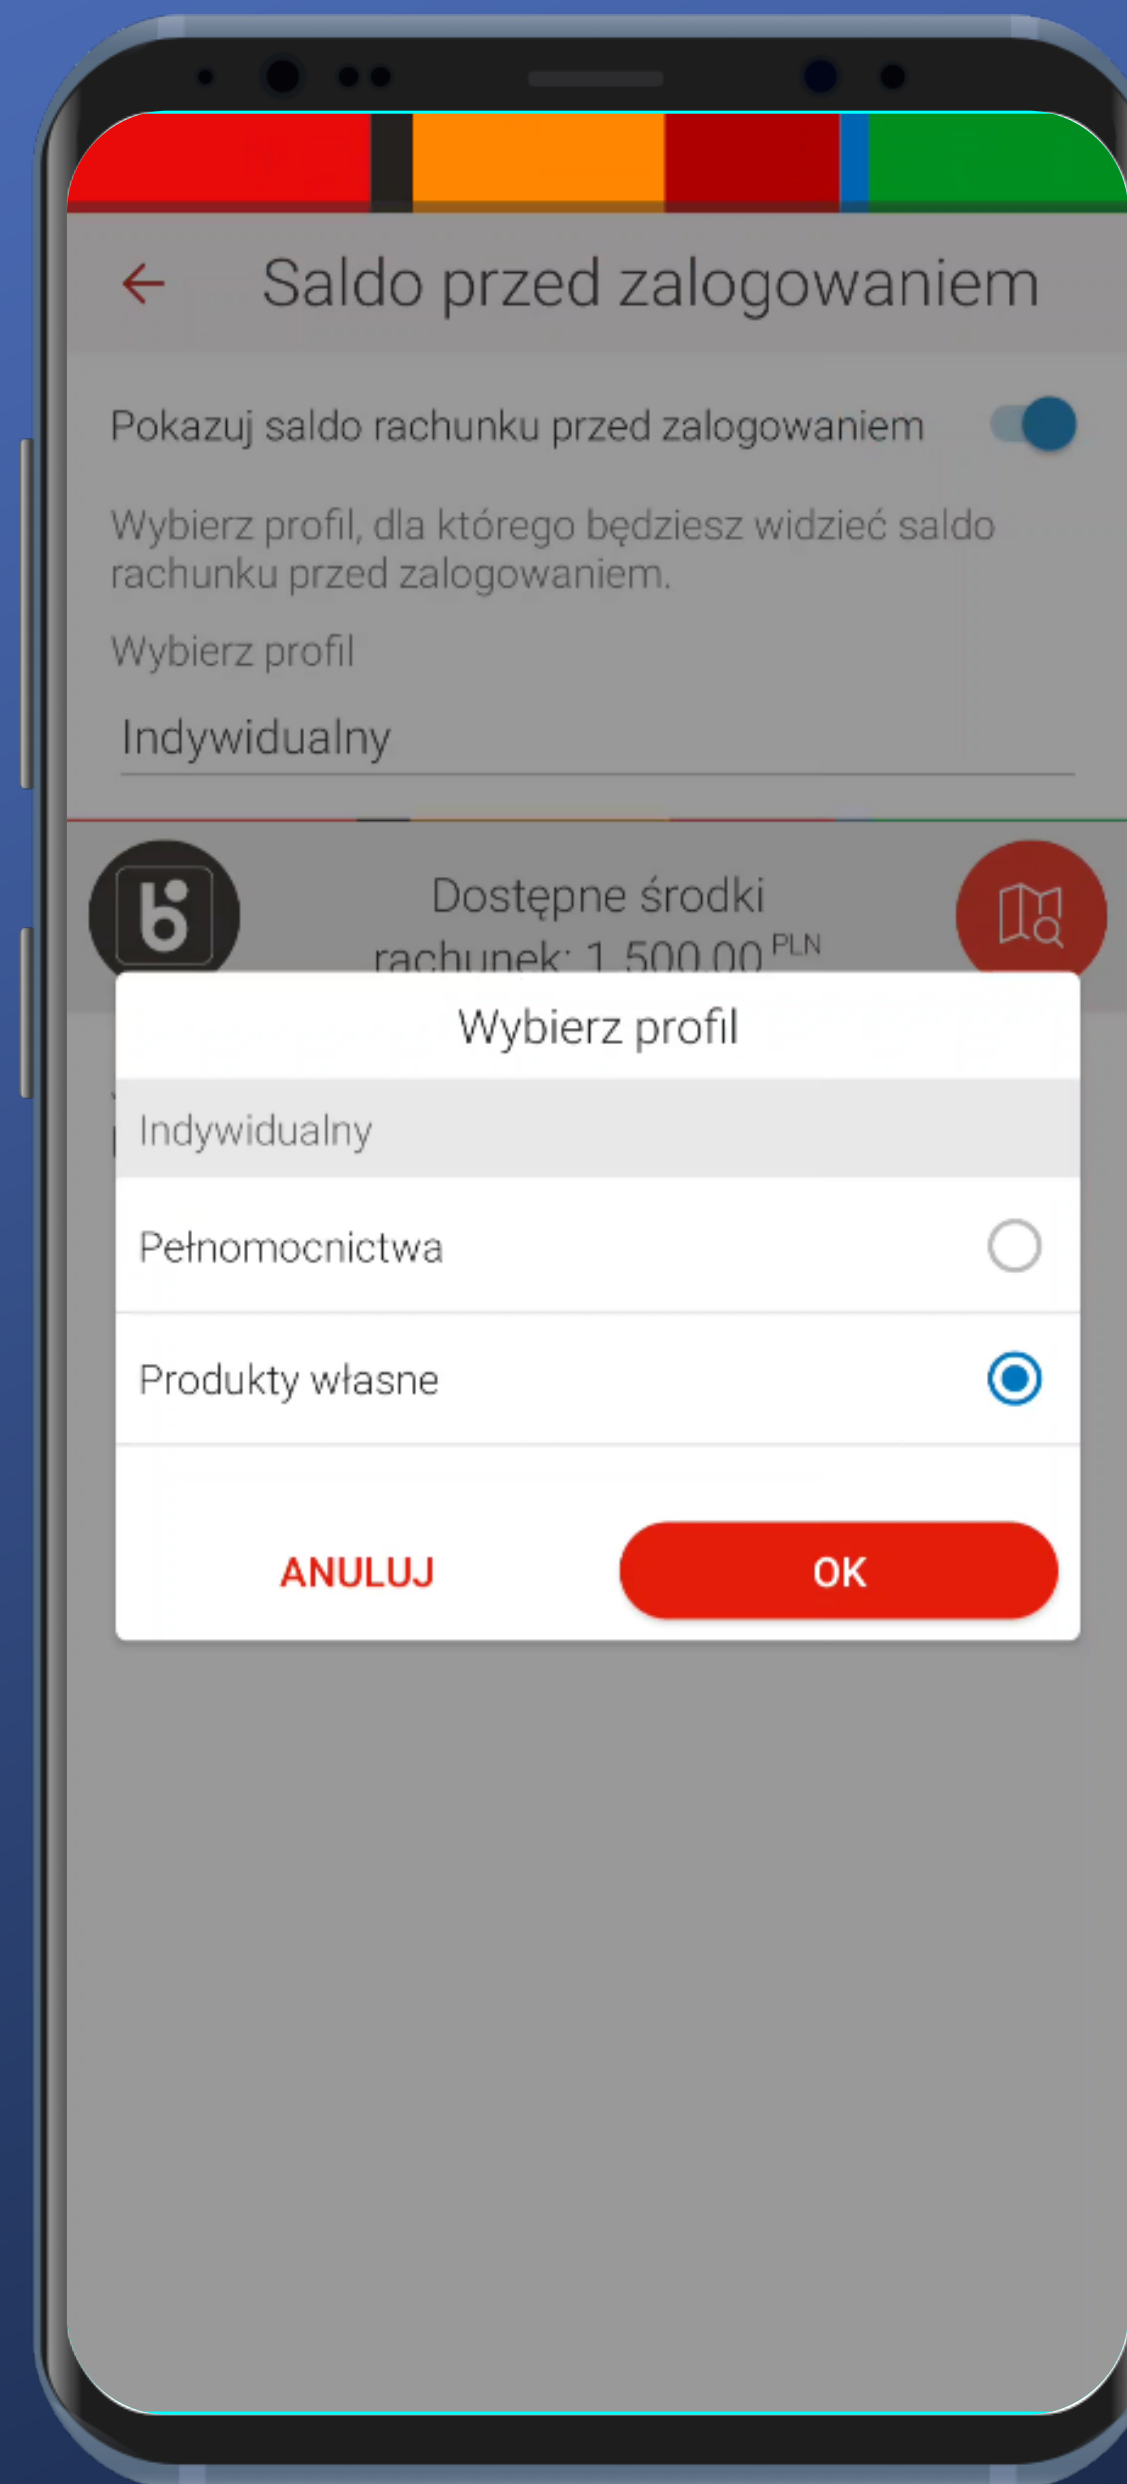 Saldo przed zalogowaniem
Pokazuj saldo rachunku przed zalogowaniem
Wybierz profil, dla którego będziesz widzieć saldo
rachunku przed zalogowaniem.
Wybierz profil
Indywidualny
Dostępne środki
rachunek: 1 500,00 PLN
Wybierz profil
Indywidualny
Pełnomocnictwa
Produkty własne
ANULUJ
OK